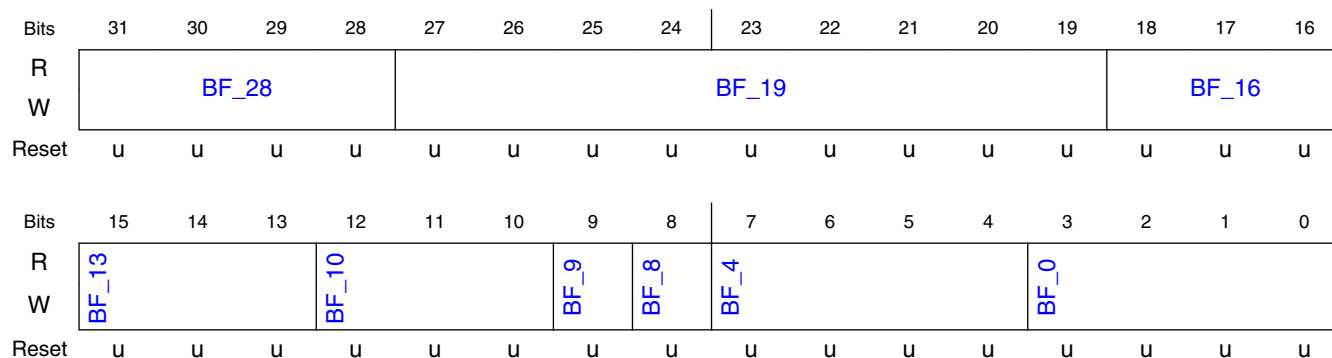 Bits 31 30 29 28 27 26 25 24 23 22 21 20 19 18 17 16
R
BF_28 BF_19 BF_16
W
Reset u u u u u u u u u u u u u u u u
Bits 15 14 13 12 11 10 9 8 7 6 5 4 3 2 1 0
R
BF_13 BF_10 BF_9 BF_8 BF_4 BF_0
W
Reset u u u u u u u u u u u u u u u u